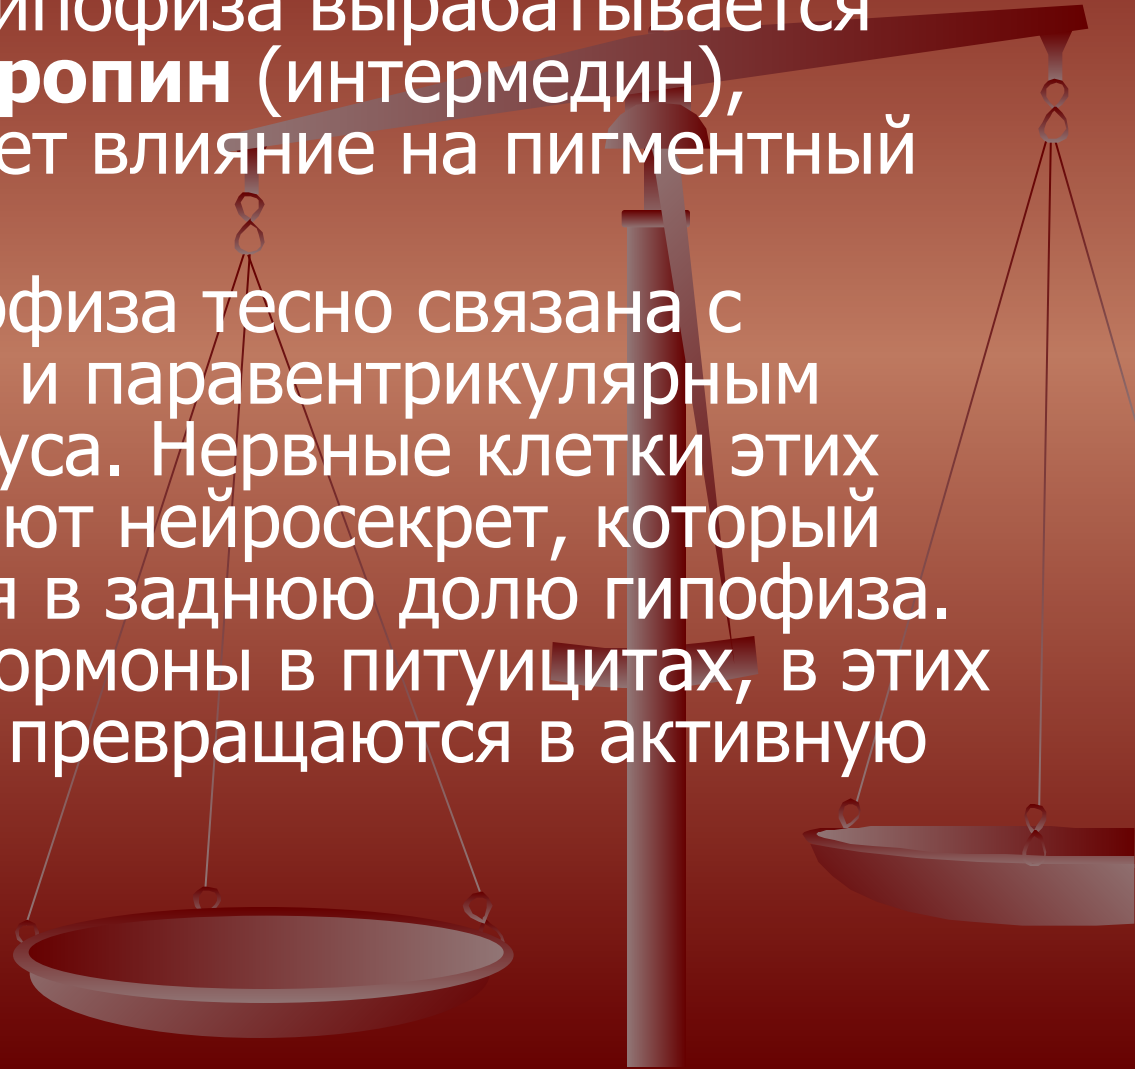 ипофиза вырабатывается
ропин (интермедин),
ет влияние на пигментный
офиза тесно связана с
и паравентрикулярным
уса. Нервные клетки этих
ют нейросекрет, который
я в заднюю долю гипофиза.
ормоны в питуицитах, в этих
превращаются в активную